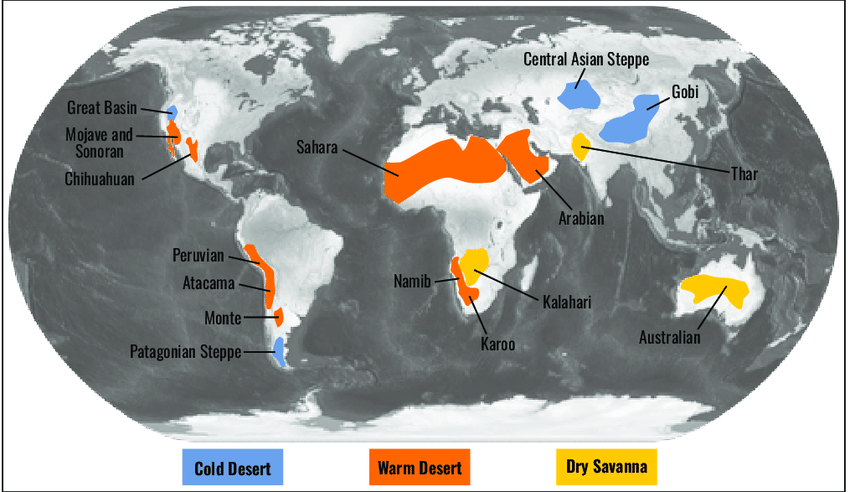 Central Asian Steppe
Gobi
Great Basin
Mojave and
Sonoran
Chihuahuan
Sahara
Thar
Arabian
Peruvian
Atacama
Namib
Kalahari
Monte
Karoo
Australian
Patagonian Steppe
Cold Desert
Warm Desert
Dry Savanna